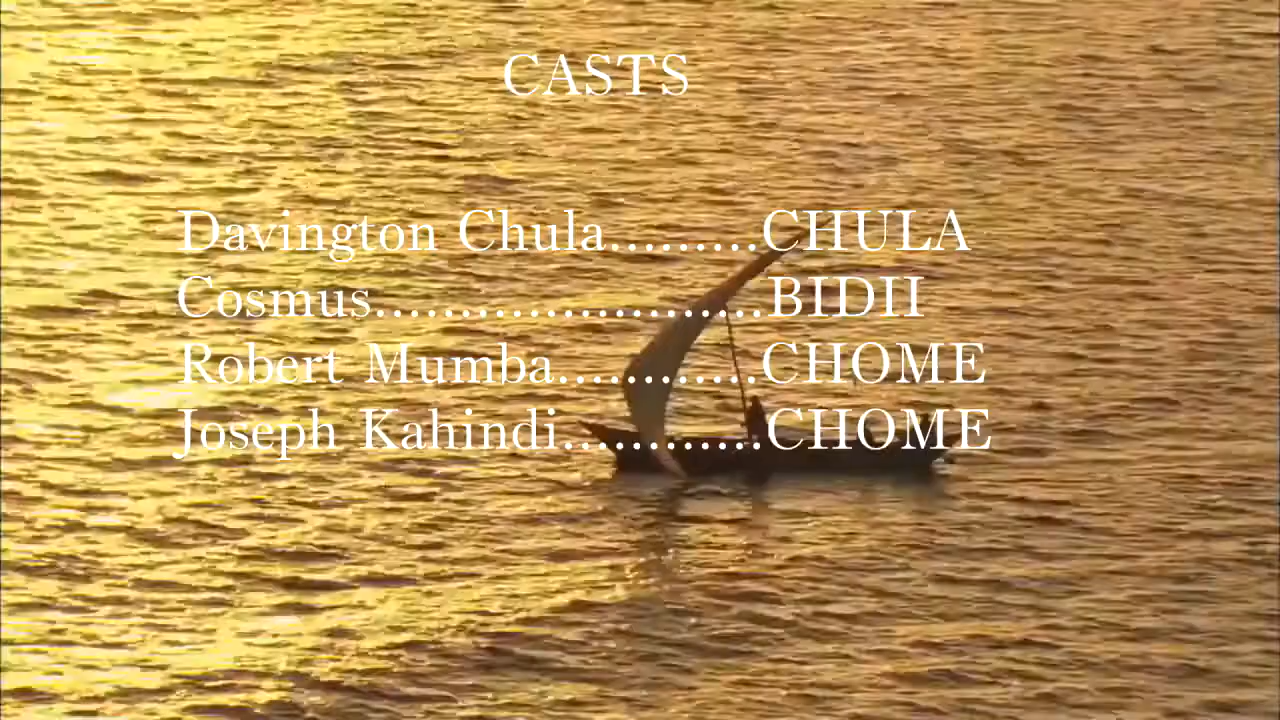 CASTS
Davington Chula.........CHULA
Cosmus.......................BIDII
Robert Mumba............CHOME
Joseph Kahindi............CHOME